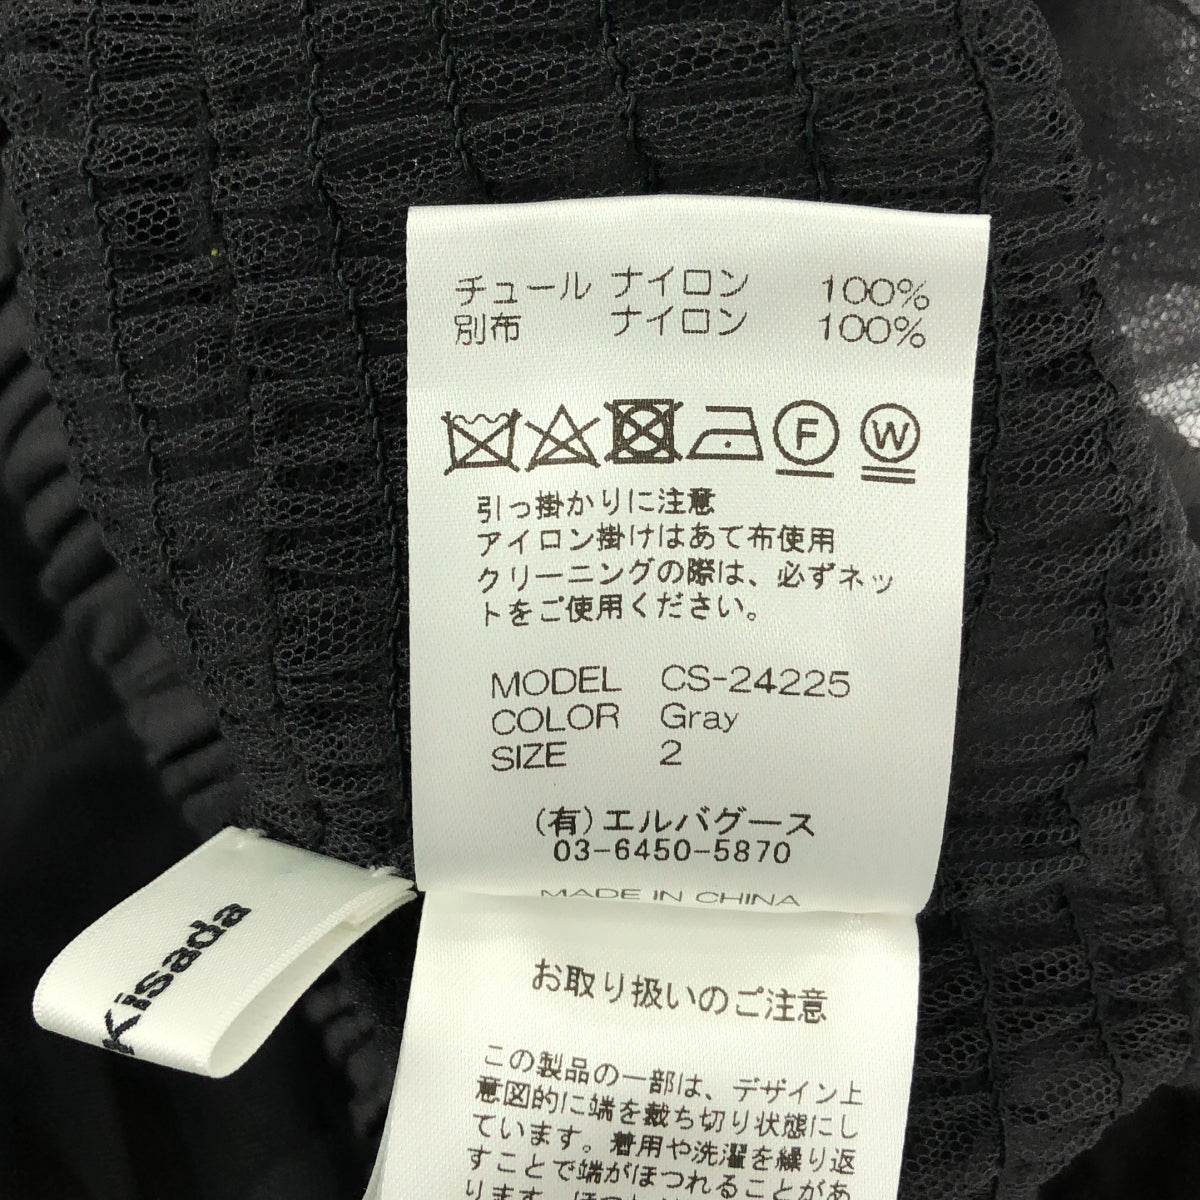 チュール ナイロン 100%
別布 ナイロン 100%
F W
引っ掛かりに注意
アイロン掛けはあて布使用
クリーニングの際は、必ずネッ
トをご使用ください。
MODEL CS-24225
COLOR Gray
SIZE 2
(有)エルバグース
03-6450-5870
MADE IN CHINA
Kisada
お取り扱いのご注意
この製品の一部は、デザイン上
意図的に端を裁ち切り状態にし
ています。着用や洗濯を繰り返
すことで端がほつれることがあ
ります。ほつれ